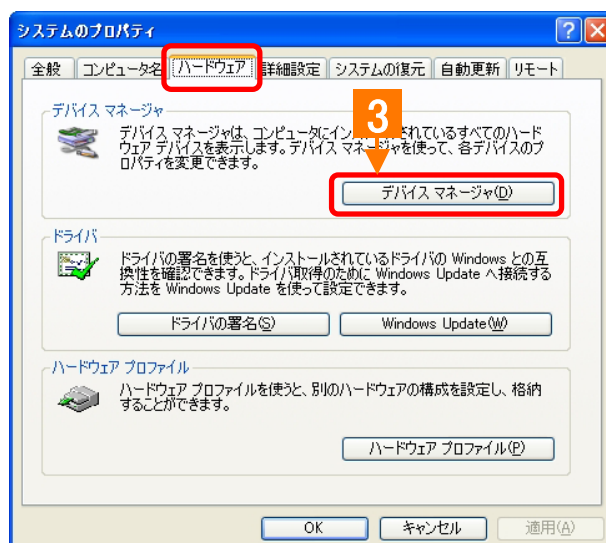 システムのプロパティ
全般 コンピュータ名 ハードウェア 詳細設定 システムの復元 自動更新 リモート
デバイス マネージャ
3
デバイス マネージャは、コンピュータにインされているすべてのハード
ウェア デバイスを表示します。デバイス マネージャを使って、各デバイスのプ
ロパティを変更できます。
デバイス マネージャ(D)
ドライバ
ドライバの署名を使うと、インストールされているドライバの Windows との互
換性を確認できます。ドライバ取得のために Windows Update へ接続する
方法を Windows Update を使って設定できます。
ドライバの署名(S) Windows Update(W)
ハードウェア プロファイル
ハードウェア プロファイルを使うと、別のハードウェアの構成を設定し、格納
することができます。
ハードウェア プロファイル(P)
OK キャンセル 適用(A)